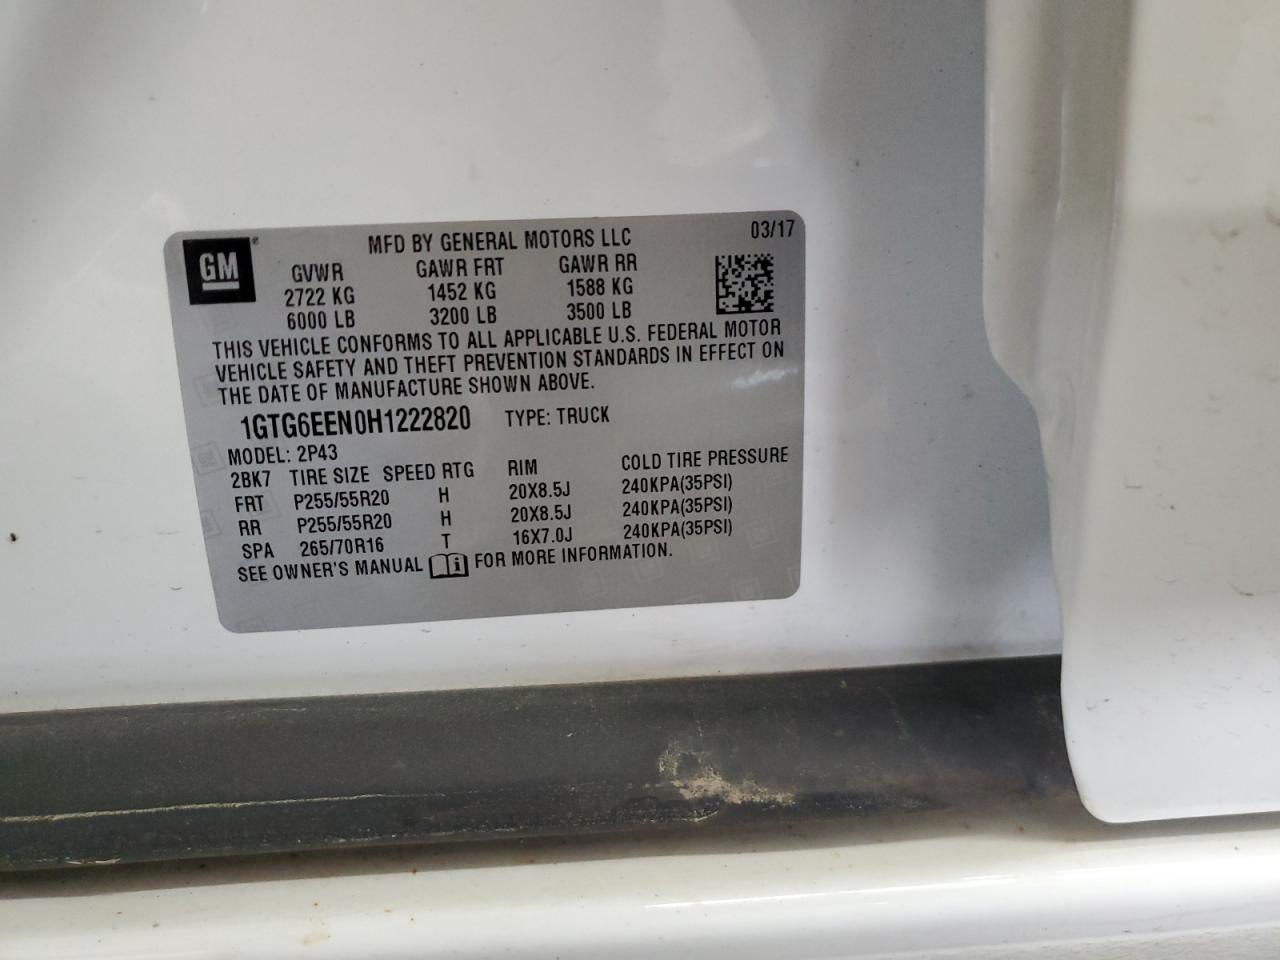 GM
MFD BY GENERAL MOTORS LLC 03/17
GVWR GAWR FRT GAWR RR
2722 KG 1452 KG 1588 KG
6000 LB 3200 LB 3500 LB
THIS VEHICLE CONFORMS TO ALL APPLICABLE U.S. FEDERAL MOTOR
VEHICLE SAFETY AND THEFT PREVENTION STANDARDS IN EFFECT ON
THE DATE OF MANUFACTURE SHOWN ABOVE.
1GTG6EEN0H1222820 TYPE: TRUCK
MODEL: 2P43
2BK7 TIRE SIZE SPEED RTG RIM COLD TIRE PRESSURE
FRT P255/55R20 H 20X8.5J 240KPA(35PSI)
RR P255/55R20 H 20X8.5J 240KPA(35PSI)
SPA 265/70R16 T 16X7.0J 240KPA(35PSI)
SEE OWNER'S MANUAL i FOR MORE INFORMATION.